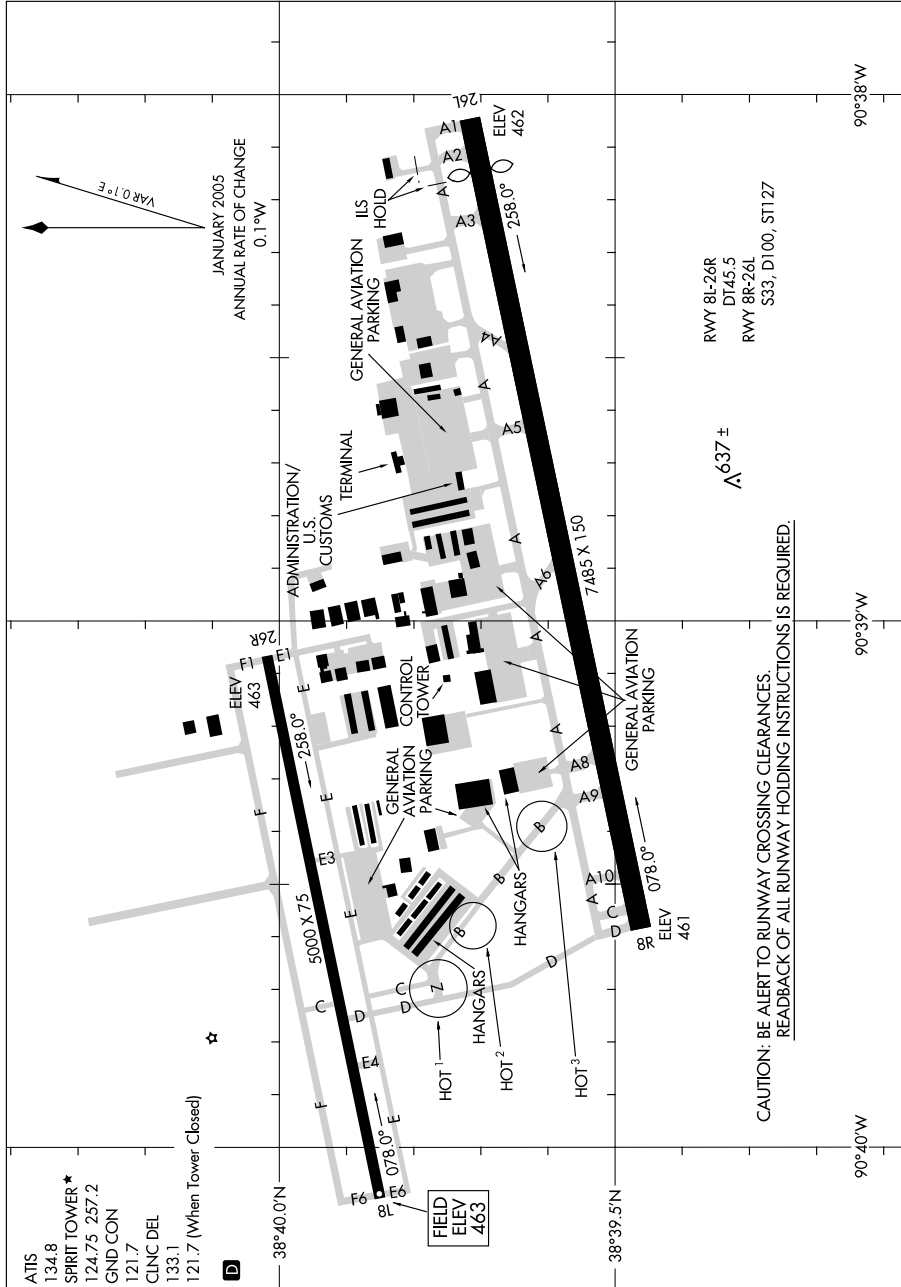 ATIS
134.8
SPIRIT TOWER ★
124.75 257.2
GND CON
121.7
CLNC DEL
133.1
121.7 (When Tower Closed)
D
VAR 0.1° E
JANUARY 2005
ANNUAL RATE OF CHANGE
0.1°W
38°40.0'N
38°39.5'N
90°40'W
90°39'W
90°38'W
FIELD
ELEV
463
8L
F6
E6
078.0°
F
E
E4
C
D
5000 X 75
E3
E
F
E
258.0°
E
ELEV
463
F1
26R
E1
C
D
Z
HOT 1
HANGARS
B
HOT 2
B
HANGARS
B
HOT 3
D
GENERAL
AVIATION
PARKING
CONTROL
TOWER
ADMINISTRATION/
U.S.
CUSTOMS
TERMINAL
GENERAL AVIATION
PARKING
ILS
HOLD
GENERAL AVIATION
PARKING
D
C
8R
ELEV
461
078.0°
A
A10
A9
A8
A
A
A6
A
7485 X 150
A5
A
A4
A3
A
258.0°
A2
A1
26L
ELEV
462
637 ±
RWY 8L-26R
DT45.5
RWY 8R-26L
S33, D100, ST127
CAUTION: BE ALERT TO RUNWAY CROSSING CLEARANCES.
READBACK OF ALL RUNWAY HOLDING INSTRUCTIONS IS REQUIRED.